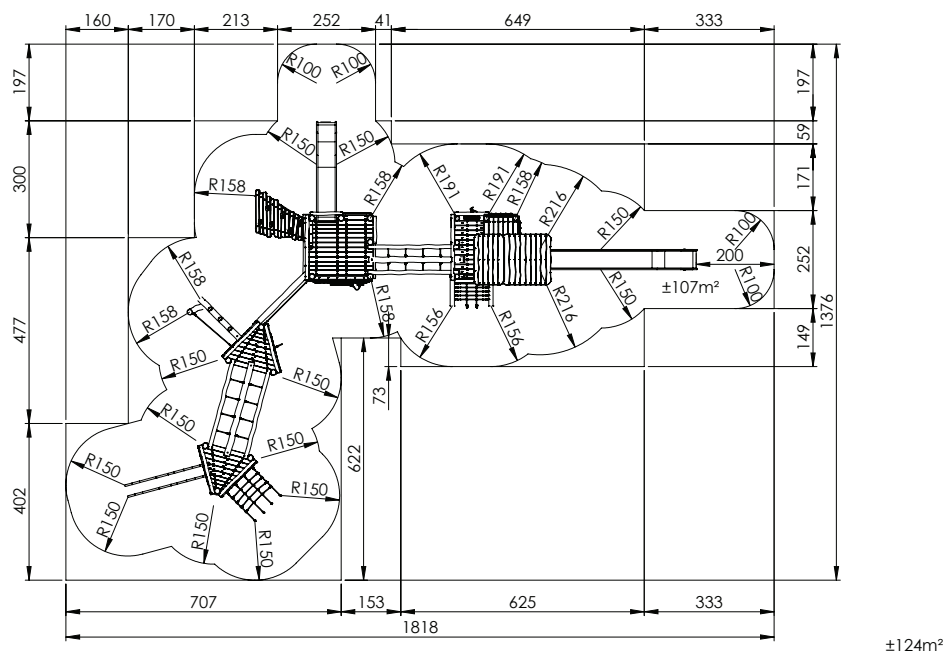 160 170 213 252 41 649 333
R100 R100
197 197
R150 R150
59
R158 R158 R191 R191 R158 R216
171
300
R150 R100
252
200
±107m²
R100
1376
R158
R158 R158 R216 R150
477
R156 R156
149
R150 R150
73
R150 R150
622
R150 R150
402
R150 R150 R150
707 153 625 333
1818
±124m²